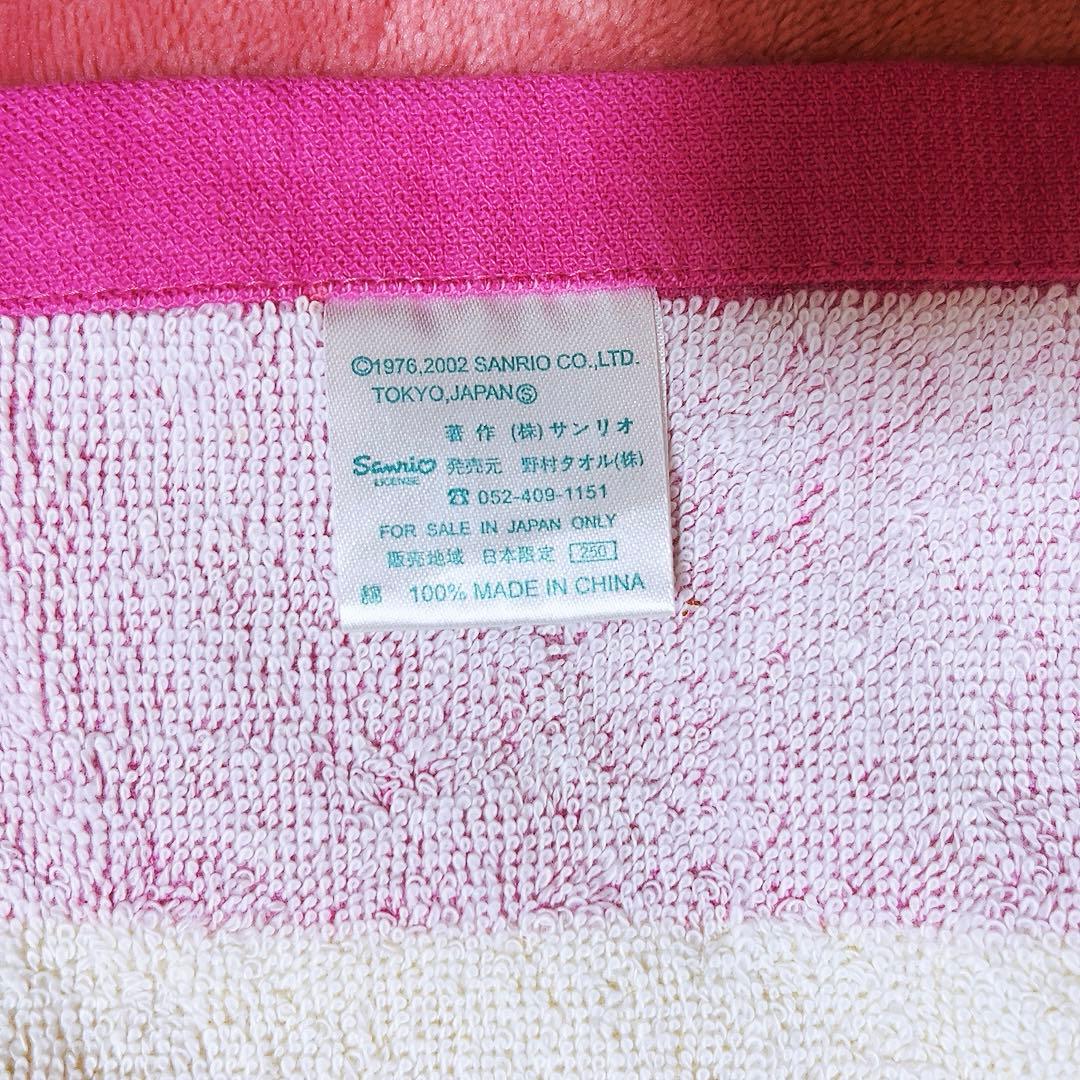 ©1976,2002 SANRIO CO.,LTD.
TOKYO,JAPANⓈ
著作 (株)サンリオ
Sanrio 発売元 野村タオル(株)
LICENSE
☎ 052-409-1151
FOR SALE IN JAPAN ONLY
販売地域 日本限定 250
綿 100% MADE IN CHINA